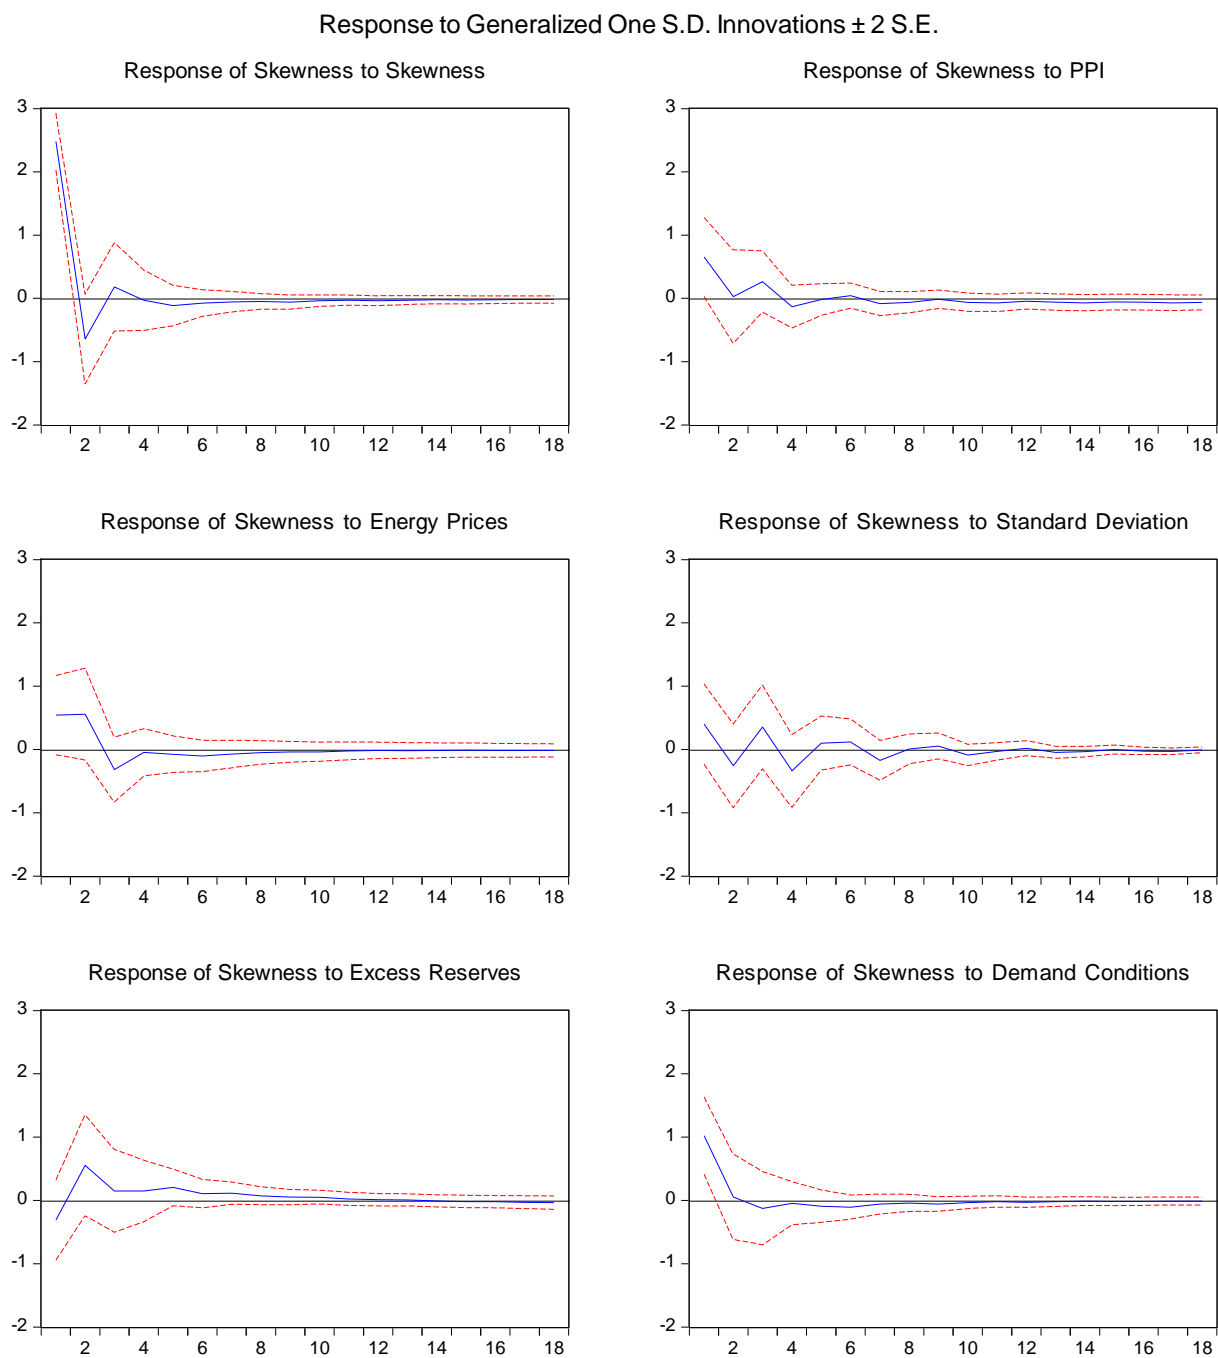 Response to Generalized One S.D. Innovations ± 2 S.E.
Response of Skewness to Skewness
3
2
1
0
-1
-2
2 4 6 8 10 12 14 16 18
Response of Skewness to PPI
3
2
1
0
-1
-2
2 4 6 8 10 12 14 16 18
Response of Skewness to Energy Prices
3
2
1
0
-1
-2
2 4 6 8 10 12 14 16 18
Response of Skewness to Standard Deviation
3
2
1
0
-1
-2
2 4 6 8 10 12 14 16 18
Response of Skewness to Excess Reserves
3
2
1
0
-1
-2
2 4 6 8 10 12 14 16 18
Response of Skewness to Demand Conditions
3
2
1
0
-1
-2
2 4 6 8 10 12 14 16 18